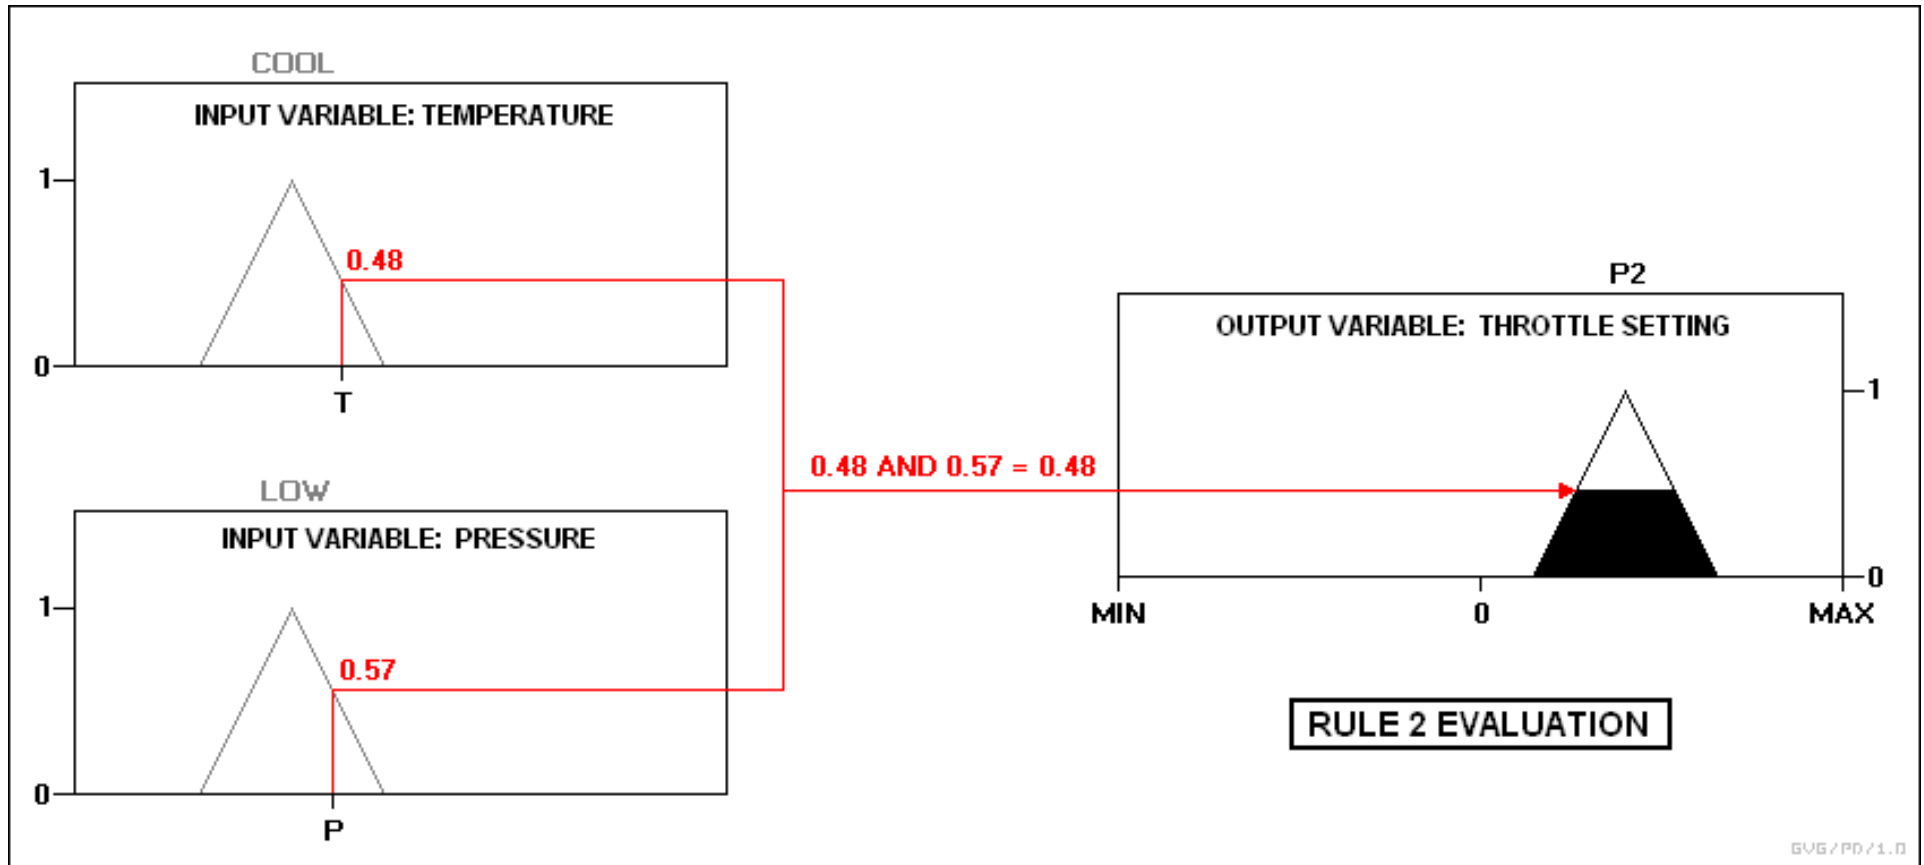 COOL
INPUT VARIABLE: TEMPERATURE
1
0.48
0
T
LOW
INPUT VARIABLE: PRESSURE
1
0.57
0
P
0.48 AND 0.57 = 0.48
P2
OUTPUT VARIABLE: THROTTLE SETTING
1
0
MIN 0 MAX
RULE 2 EVALUATION
GVG/PD/1.0